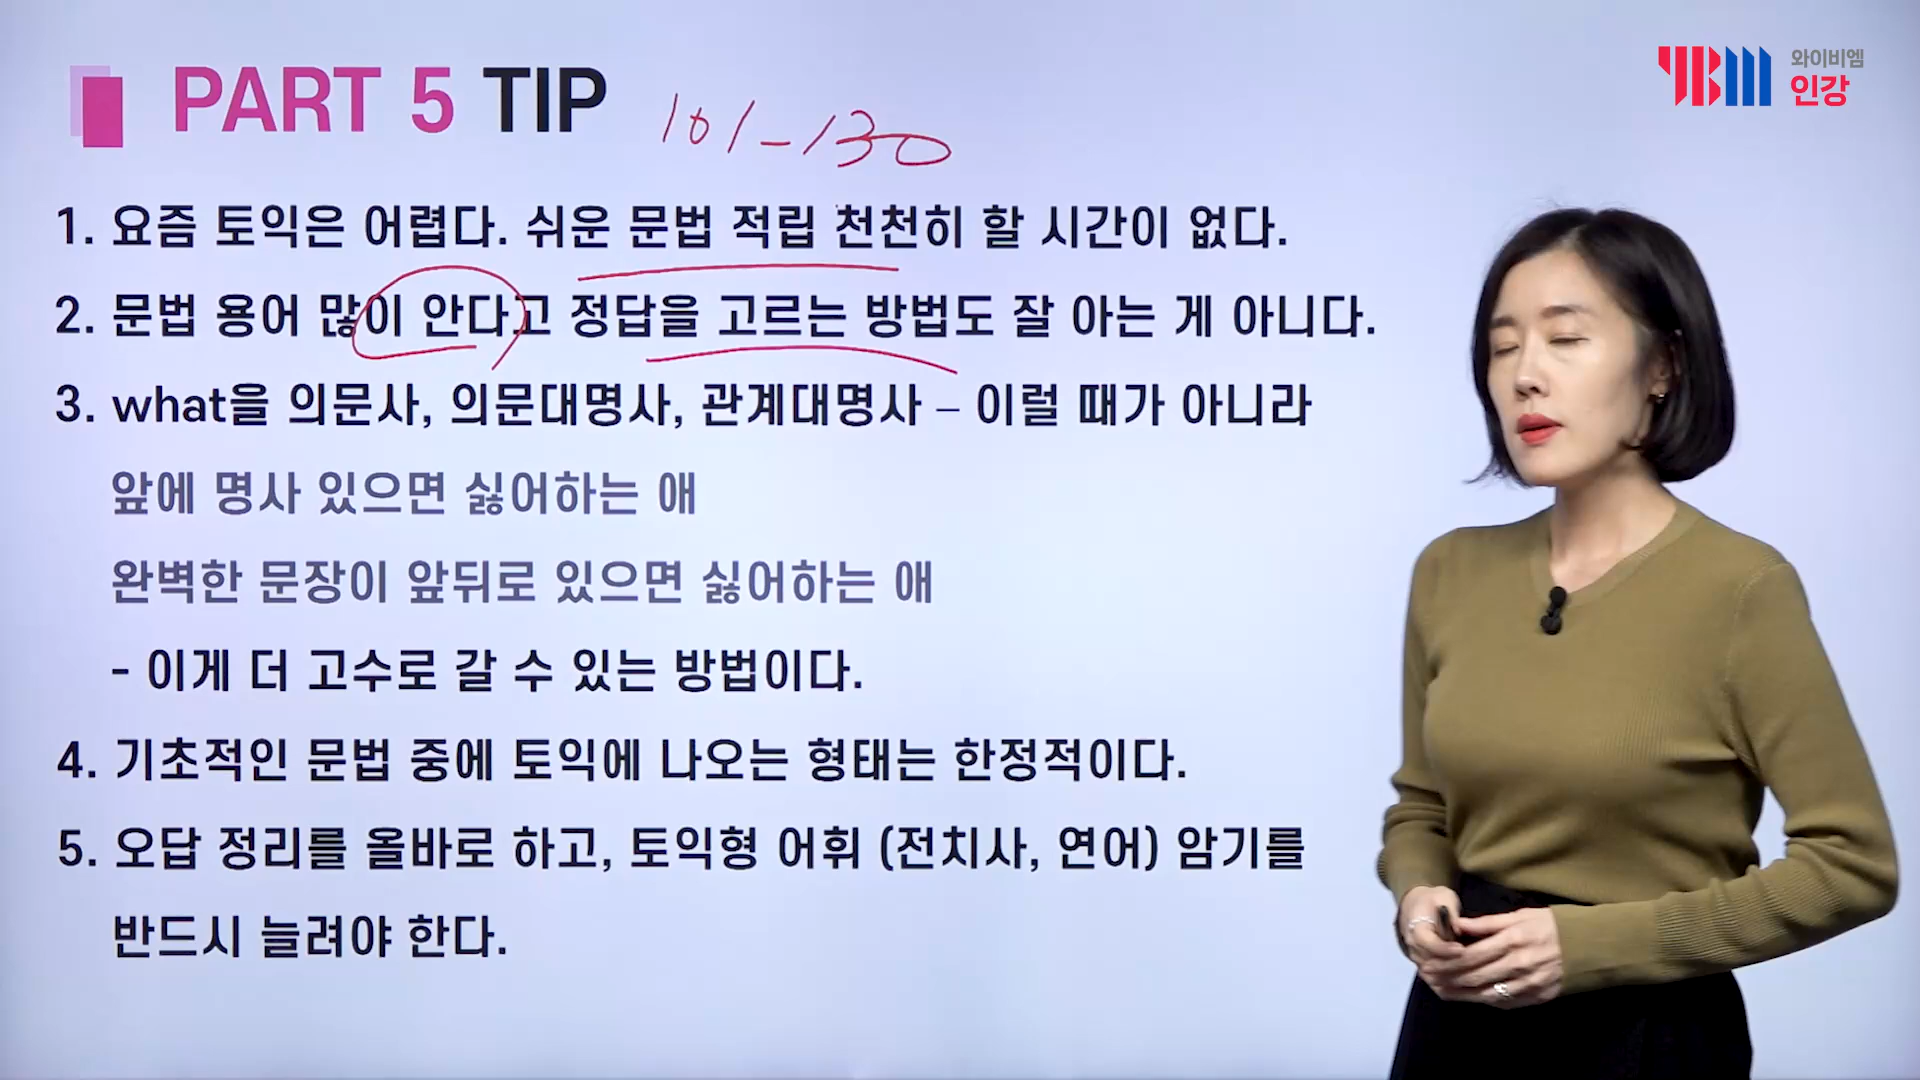 PART 5 TIP
101-130
YBM 와이비엠
인강
1. 요즘 토익은 어렵다. 쉬운 문법 적립 천천히 할 시간이 없다.
2. 문법 용어 많이 안다고 정답을 고르는 방법도 잘 아는 게 아니다.
3. what을 의문사, 의문대명사, 관계대명사 – 이럴 때가 아니라
앞에 명사 있으면 싫어하는 애
완벽한 문장이 앞뒤로 있으면 싫어하는 애
- 이게 더 고수로 갈 수 있는 방법이다.
4. 기초적인 문법 중에 토익에 나오는 형태는 한정적이다.
5. 오답 정리를 올바로 하고, 토익형 어휘 (전치사, 연어) 암기를
반드시 늘려야 한다.